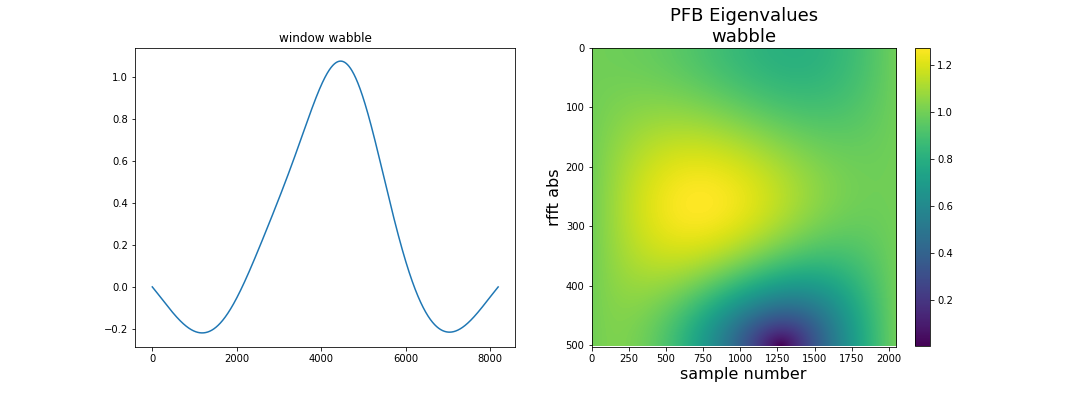 window wabble
1.0
0.8
0.6
0.4
0.2
0.0
−0.2
0 2000 4000 6000 8000
PFB Eigenvalues
wabble
rfft abs
0
100
200
300
400
500
0 250 500 750 1000 1250 1500 1750 2000
sample number
1.2
1.0
0.8
0.6
0.4
0.2